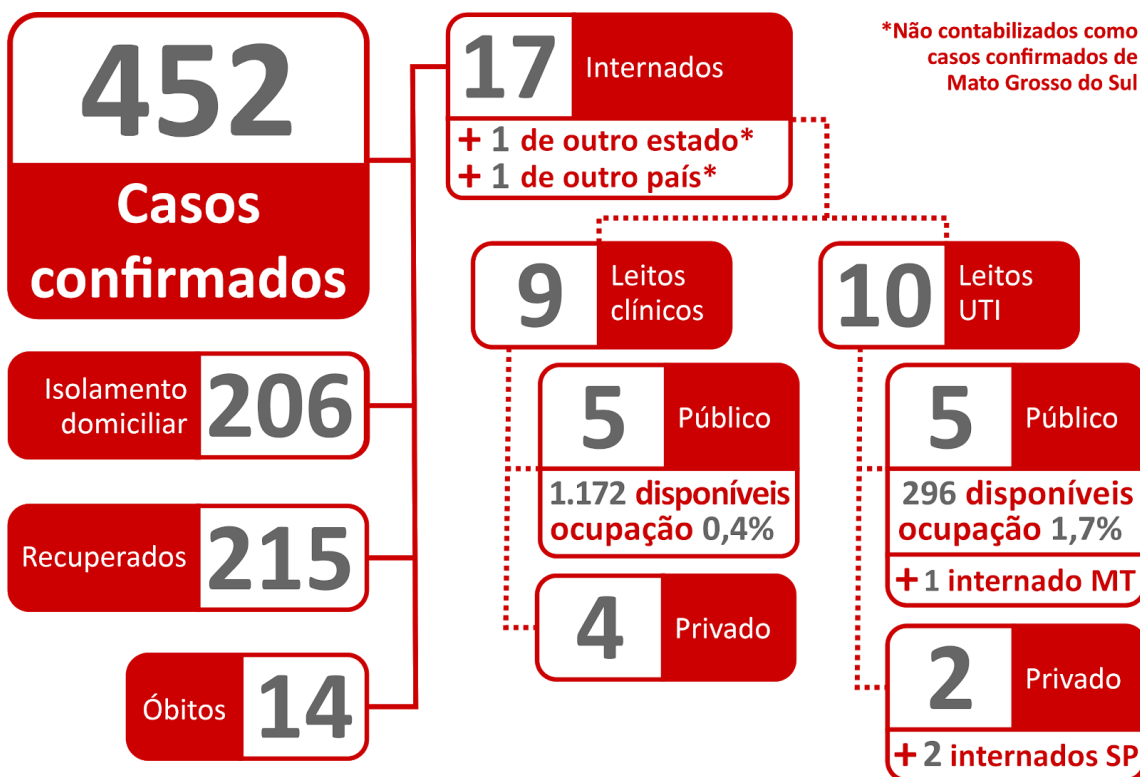 452
Casos
confirmados
17
Internados
+ 1 de outro estado*
+ 1 de outro país*
*Não contabilizados como
casos confirmados de
Mato Grosso do Sul
9
Leitos
clínicos
10
Leitos
UTI
Isolamento
domiciliar
206
5
Público
1.172 disponíveis
ocupação 0,4%
5
Público
296 disponíveis
ocupação 1,7%
+ 1 internado MT
Recuperados
215
4
Privado
2
Privado
+ 2 internados SP
Óbitos
14